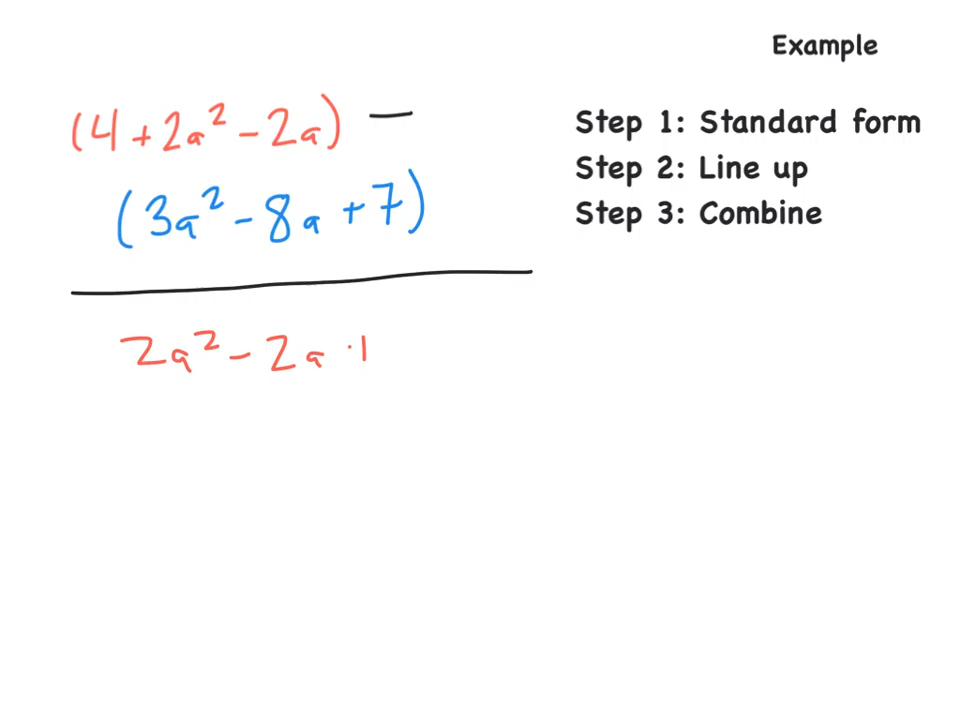 Example
(4 + 2a² - 2a) -
(3a² - 8a + 7)
Step 1: Standard form
Step 2: Line up
Step 3: Combine
2a² - 2a